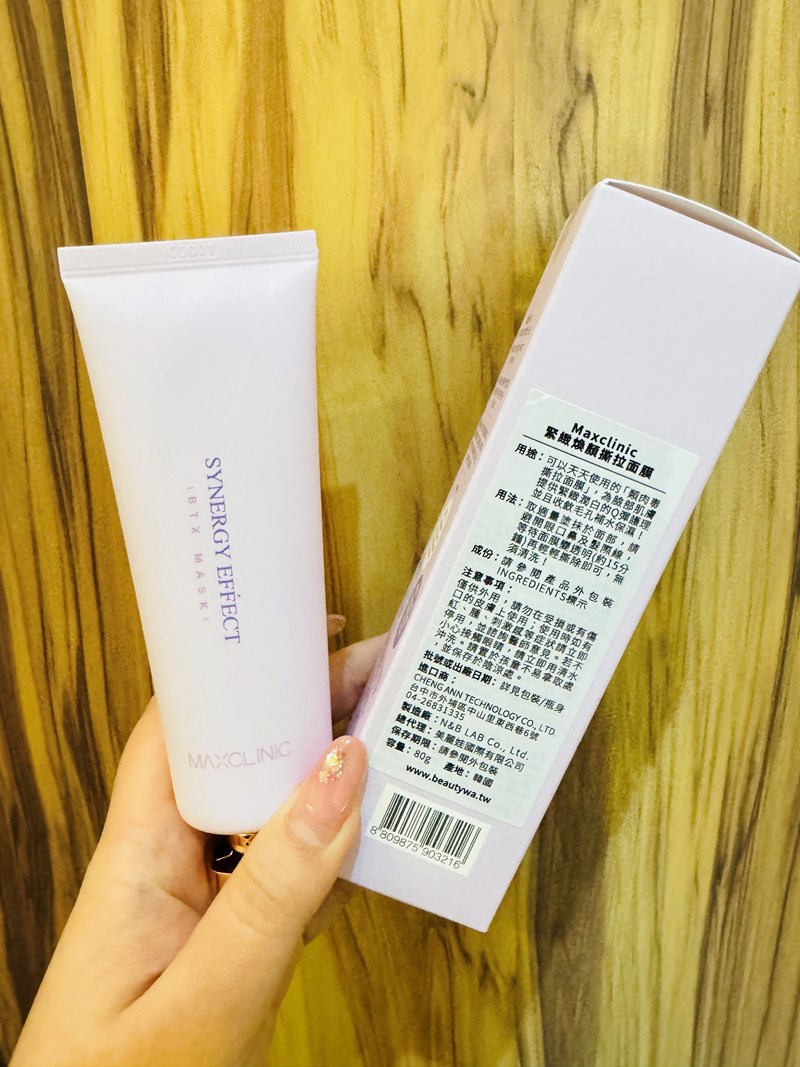 SYNERGY EFFECT
IBTX MASKI
MAXCLINIC
Maxclinic
緊緻煥顏撕拉面膜
用途：可以天天使用的「顏肉專
撕拉面膜」，為臉部肌膚
提供緊緻潤白的Q潤護理
並且收斂毛孔補水保濕！
用法：取適量塗抹於面部，請
避開眼口鼻及髮際線，
等待面膜變透明(約15分
鐘)再輕輕撕除即可，無
須清洗！
成份：請參閱產品外包裝
INGREDIENTS標示
注意事項：
僅供外用，請勿在受損或有傷
口的皮膚上使用；使用時如有
紅、腫、刺激感等症狀請立即
停用，並諮詢醫師意見。若不
小心接觸眼睛，請立即用清水
沖洗。請置於孩童不易拿取處
，並保存於陰涼處。
批號或出廠日期：詳見包裝/瓶身
進口商：
CHENG ANN TECHNOLOGY CO., LTD
台中市外埔區中山里東西巷6號
04-26831335
製造廠：N&B LAB Co., Ltd.
總代理：美麗娃國際有限公司
保存期限：請參閱外包裝
容量：80g 產地：韓國
www.beautywa.tw
8 809875 903216